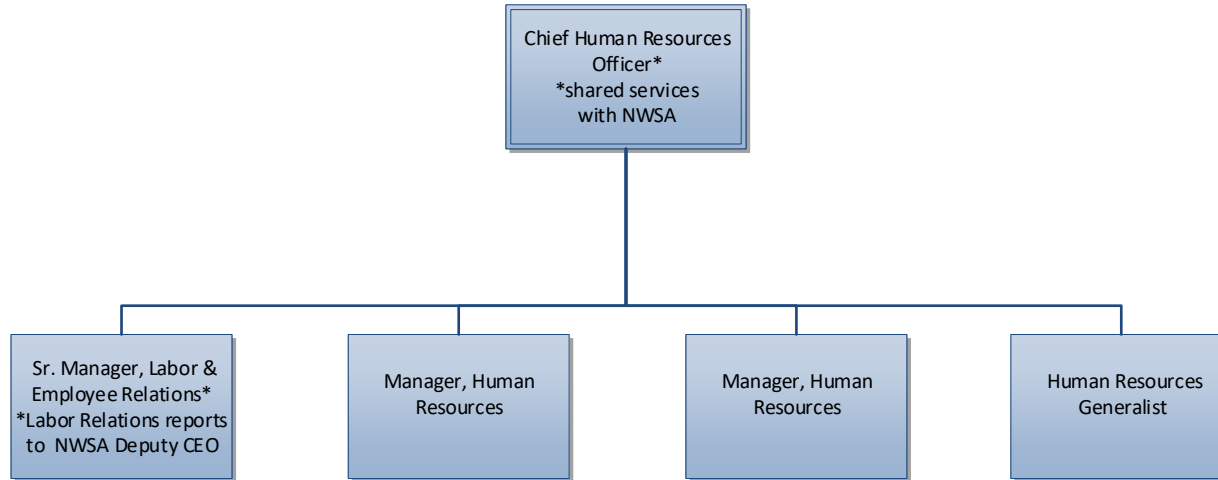 Chief Human Resources
Officer*
*shared services
with NWSA
Sr. Manager, Labor &
Employee Relations*
*Labor Relations reports
to NWSA Deputy CEO
Manager, Human
Resources
Manager, Human
Resources
Human Resources
Generalist